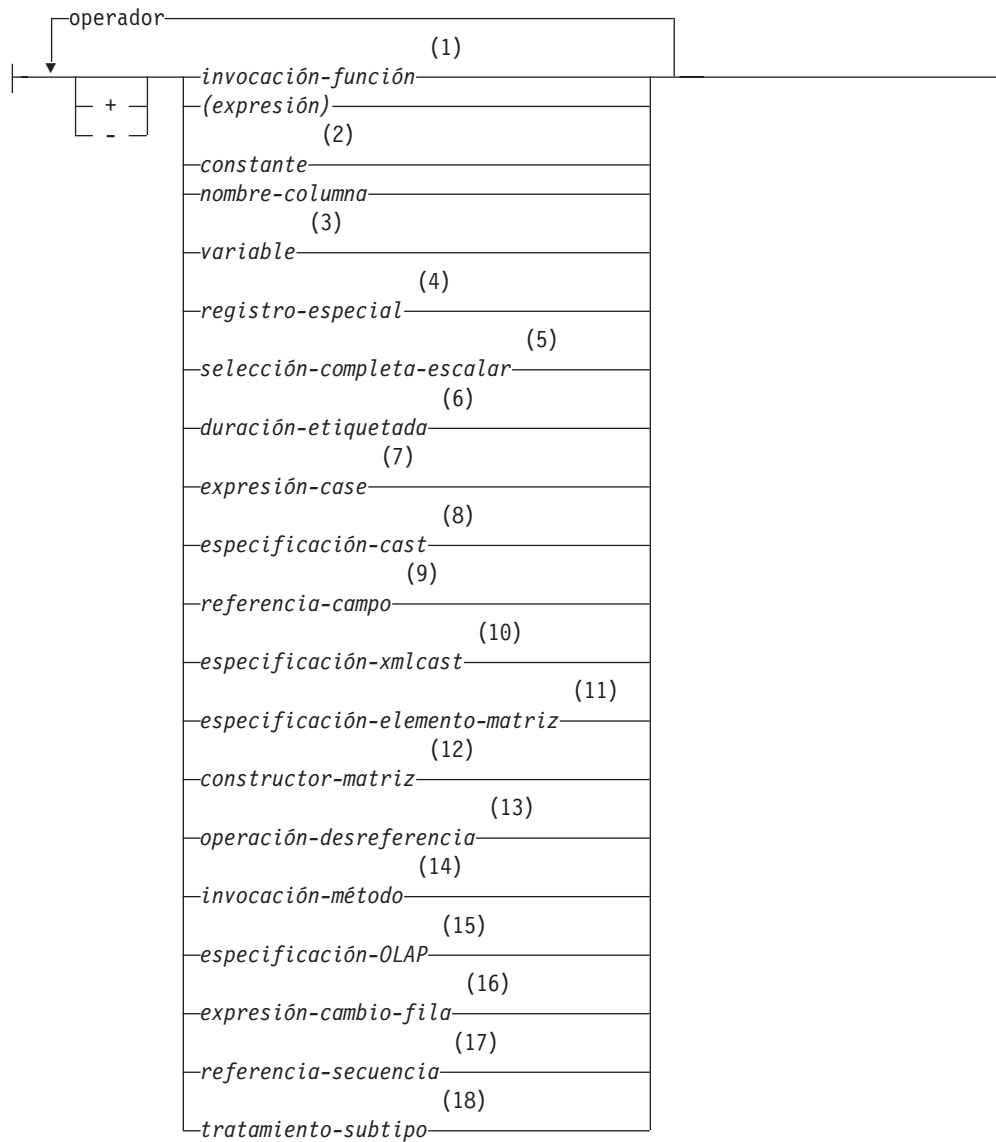 operador
(1)
invocación-función
+
(expresión)
-
(2)
constante
nombre-columna
(3)
variable
(4)
registro-especial
(5)
selección-completa-escalar
(6)
duración-etiquetada
(7)
expresión-case
(8)
especificación-cast
(9)
referencia-campo
(10)
especificación-xmlcast
(11)
especificación-elemento-matriz
(12)
constructor-matriz
(13)
operación-desreferencia
(14)
invocación-método
(15)
especificación-OLAP
(16)
expresión-cambio-fila
(17)
referencia-secuencia
(18)
tratamiento-subtipo